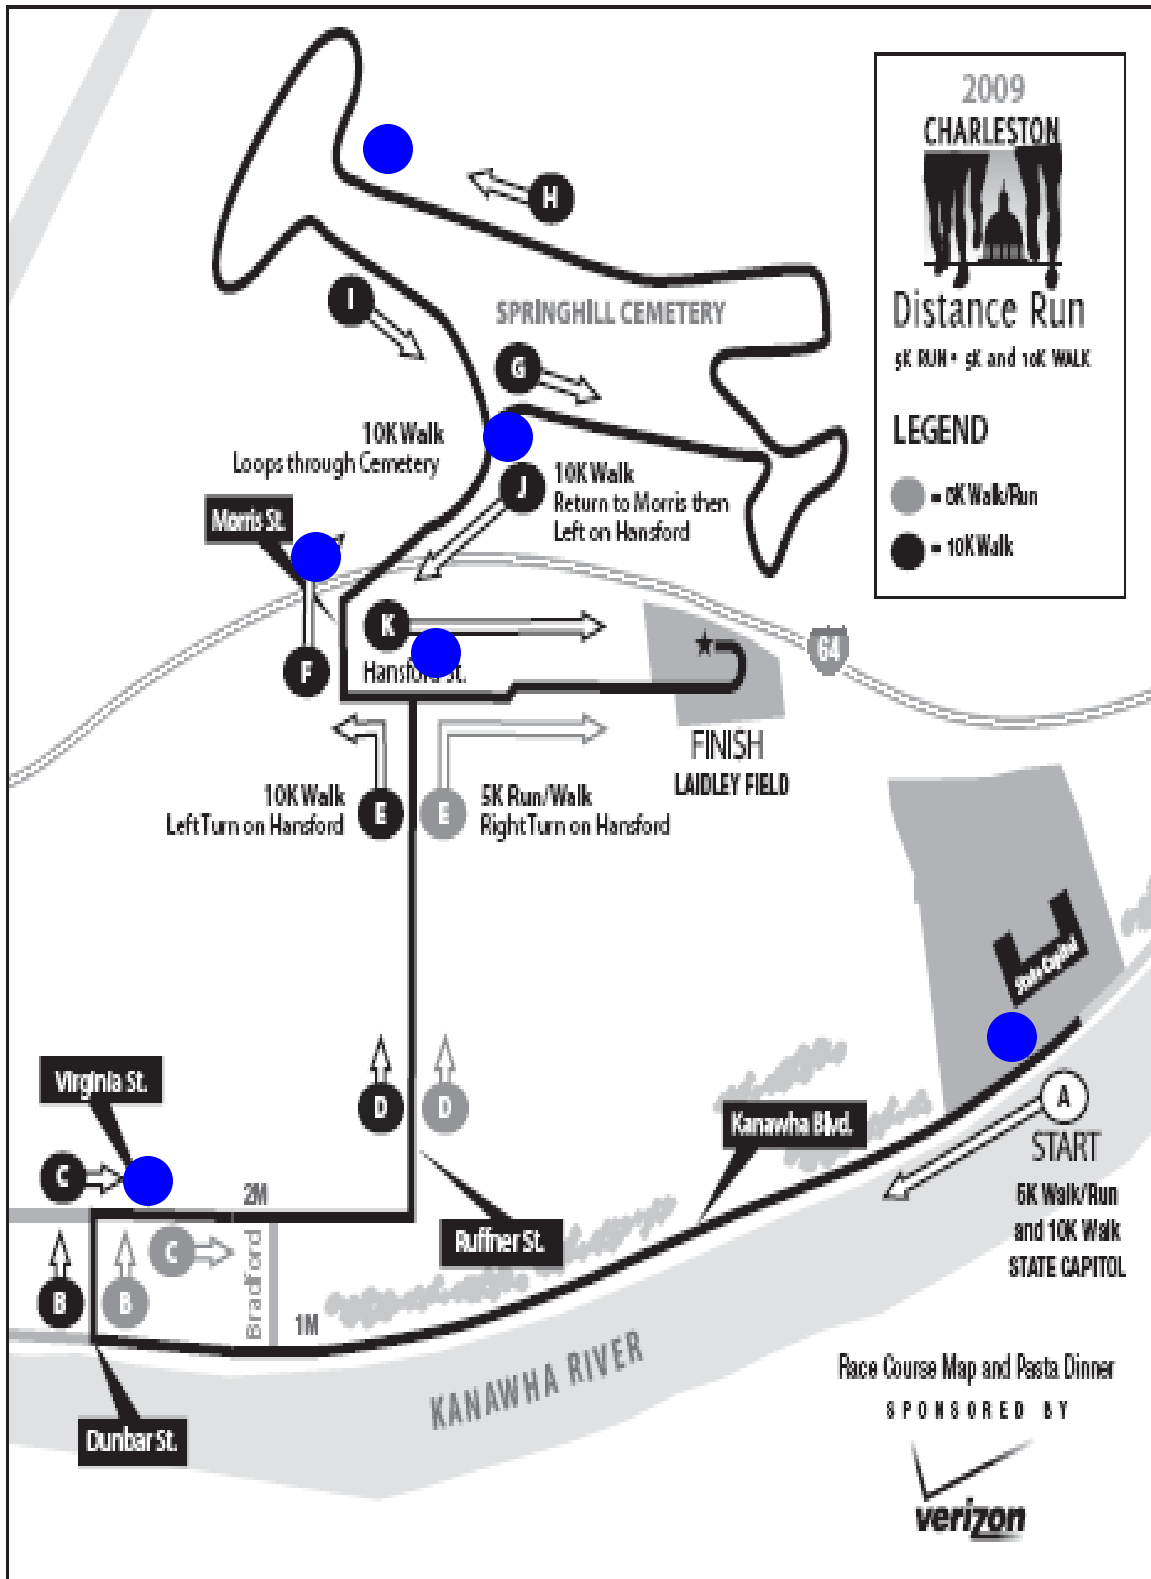 2009
CHARLESTON
Distance Run
5K RUN • 5K and 10K WALK
LEGEND
= 5K Walk/Run
= 10K Walk
H
I
SPRINGHILL CEMETERY
G
10K Walk
Loops through Cemetery
J
10K Walk
Return to Morris then
Left on Hansford
Morris St.
K
F
Hansford St.
64
FINISH
LAIDLEY FIELD
10K Walk
Left Turn on Hansford
E
E
5K Run/Walk
Right Turn on Hansford
State Capitol
Virginia St.
D
D
Kanawha Blvd.
A
START
5K Walk/Run
and 10K Walk
STATE CAPITOL
C
2M
Ruffner St.
C
Bradford
B
B
1M
KANAWHA RIVER
Dunbar St.
Race Course Map and Pasta Dinner
SPONSORED BY
verizon